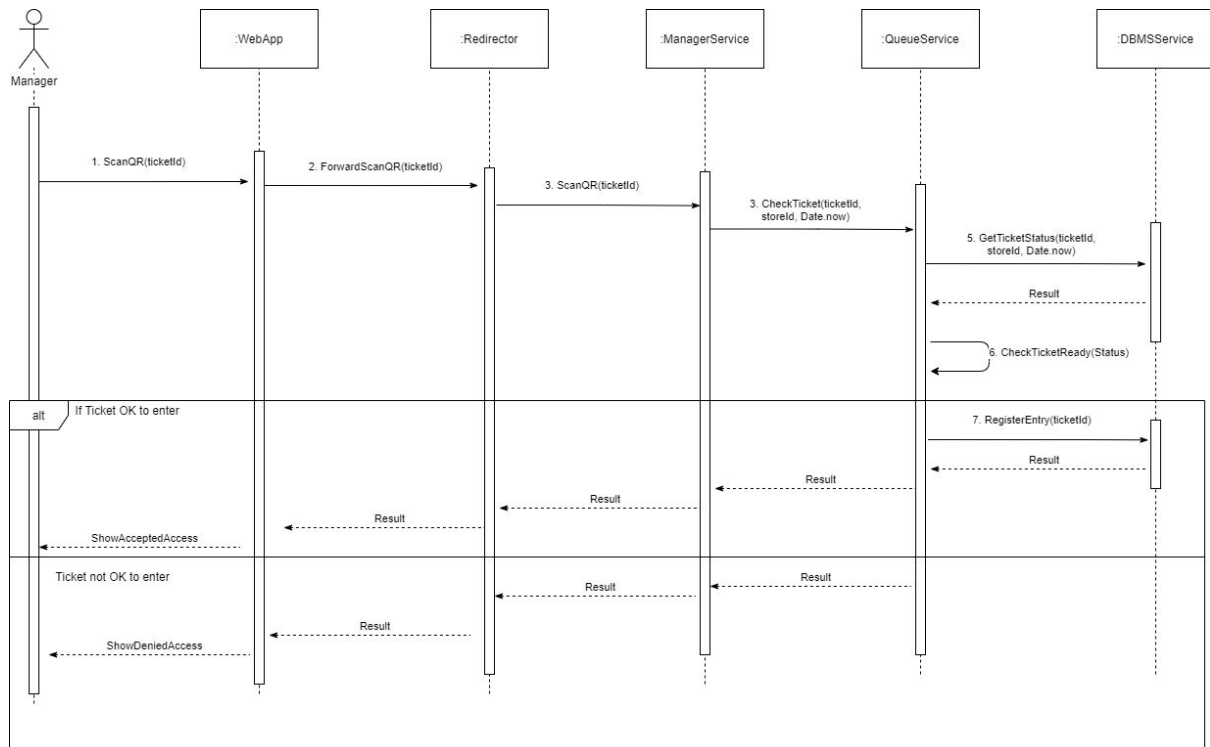 :WebApp
:Redirector
:ManagerService
:QueueService
:DBMSService
Manager
1. ScanQR(ticketId)
2. ForwardScanQR(ticketId)
3. ScanQR(ticketId)
3. CheckTicket(ticketId,
storeId, Date.now)
5. GetTicketStatus(ticketId,
storeId, Date.now)
Result
6. CheckTicketReady(Status)
alt
If Ticket OK to enter
7. RegisterEntry(ticketId)
Result
Result
Result
Result
ShowAcceptedAccess
Ticket not OK to enter
Result
Result
Result
ShowDeniedAccess